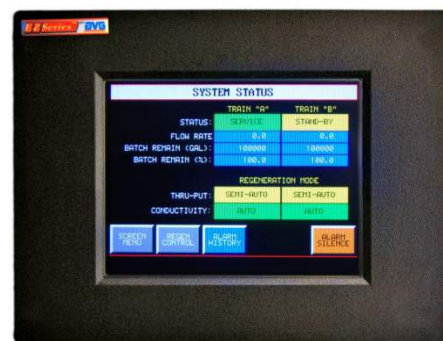 EZ Series AVG
SYSTEM STATUS
TRAIN "A" TRAIN "B"
STATUS: SERVICE STAND-BY
FLOW RATE 0.0 0.0
BATCH REMAIN (GAL): 100000 100000
BATCH REMAIN (%): 100.0 100.0
REGENERATION MODE
THRU-PUT: SEMI-AUTO SEMI-AUTO
CONDUCTIVITY: AUTO AUTO
SCREEN MENU REGEN CONTROL ALARM HISTORY ALARM SILENCE